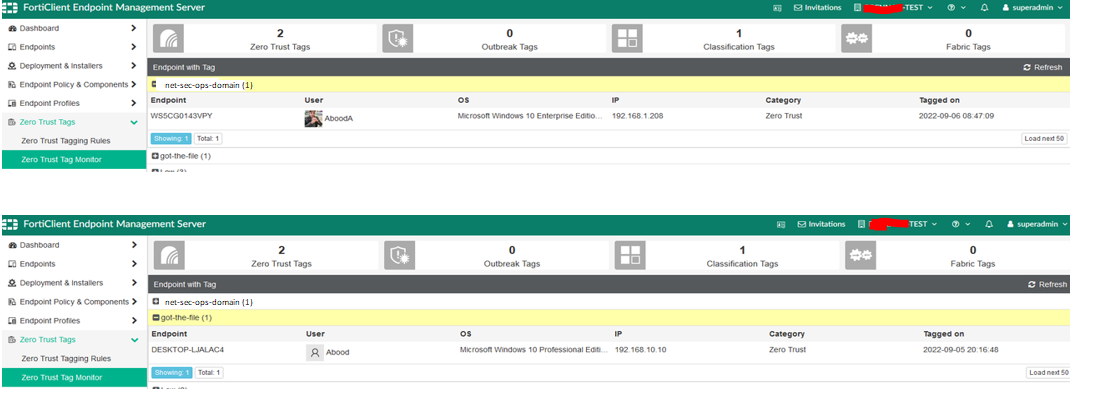 FortiClient Endpoint Management Server
Invitations
-TEST
superadmin
Dashboard
Endpoints
Deployment & Installers
Endpoint Policy & Components
Endpoint Profiles
Zero Trust Tags
Zero Trust Tagging Rules
Zero Trust Tag Monitor
2
Zero Trust Tags
0
Outbreak Tags
1
Classification Tags
0
Fabric Tags
Endpoint with Tag Refresh
net-sec-ops-domain (1)
Endpoint User OS IP Category Tagged on
WS5CG0143VPY AboodA Microsoft Windows 10 Enterprise Editio... 192.168.1.208 Zero Trust 2022-09-06 08:47:09
Showing: 1 Total: 1 Load next 50
got-the-file (1)
FortiClient Endpoint Management Server
Invitations
TEST
superadmin
Dashboard
Endpoints
Deployment & Installers
Endpoint Policy & Components
Endpoint Profiles
Zero Trust Tags
Zero Trust Tagging Rules
Zero Trust Tag Monitor
2
Zero Trust Tags
0
Outbreak Tags
1
Classification Tags
0
Fabric Tags
Endpoint with Tag Refresh
net-sec-ops-domain (1)
got-the-file (1)
Endpoint User OS IP Category Tagged on
DESKTOP-LJALAC4 Abood Microsoft Windows 10 Professional Editi... 192.168.10.10 Zero Trust 2022-09-05 20:16:48
Showing: 1 Total: 1 Load next 50